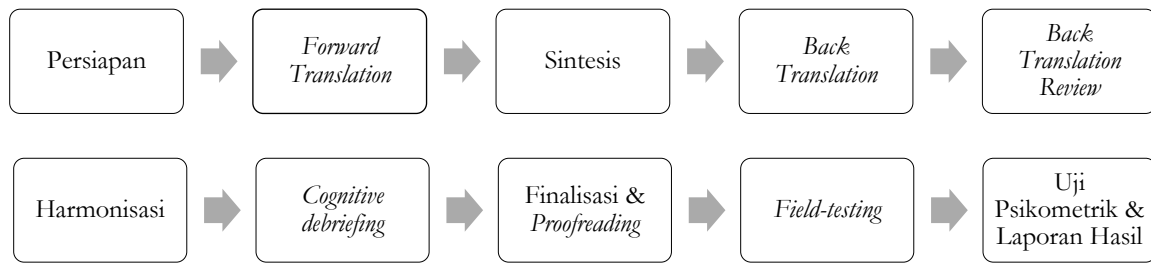 Persiapan
Forward
Translation
Sintesis
Back
Translation
Back
Translation
Review
Harmonisasi
Cognitive
debriefing
Finalisasi &
Proofreading
Field-testing
Uji
Psikometrik &
Laporan Hasil